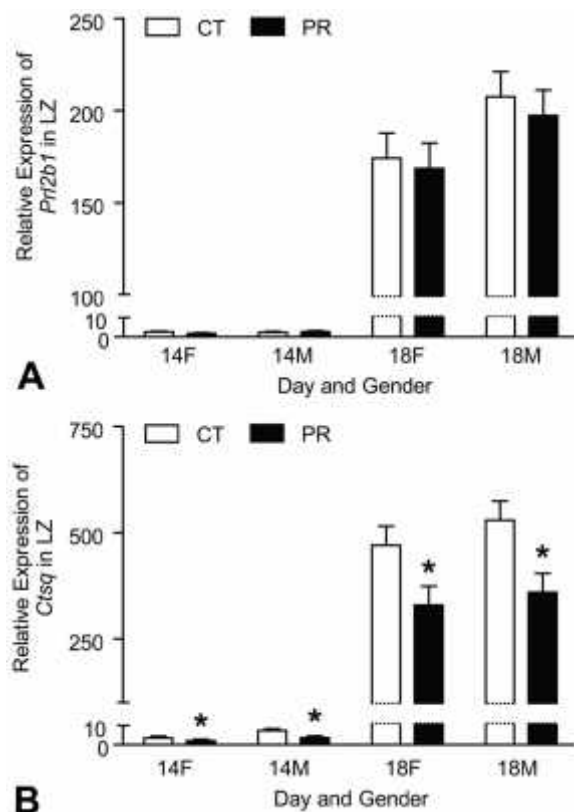 250
CT PR
200
150
100
10
0
Relative Expression of
Prl2b1 in LZ
14F 14M 18F 18M
Day and Gender
A
750
CT PR
500
250
10
0
Relative Expression of
Ctsq in LZ
* * * *
14F 14M 18F 18M
Day and Gender
B